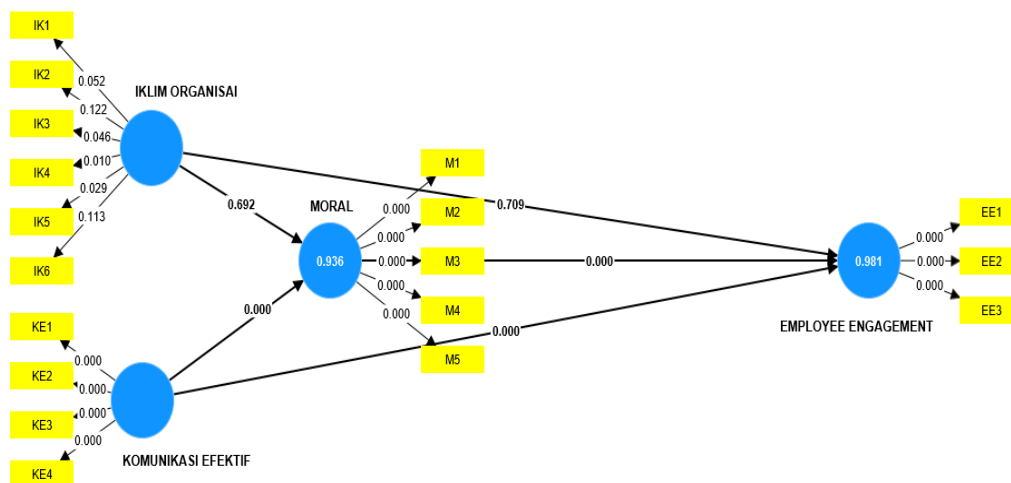 IK1
IK2
IK3
IK4
IK5
IK6
0.052
0.122
0.046
0.010
0.029
0.113
IKLIM ORGANISAI
0.692
0.709
KE1
KE2
KE3
KE4
0.000
0.000
0.000
0.000
KOMUNIKASI EFEKTIF
0.000
0.000
MORAL
0.936
0.000
0.000
0.000
0.000
0.000
M1
M2
M3
M4
M5
0.000
0.981
EMPLOYEE ENGAGEMENT
0.000
0.000
0.000
EE1
EE2
EE3